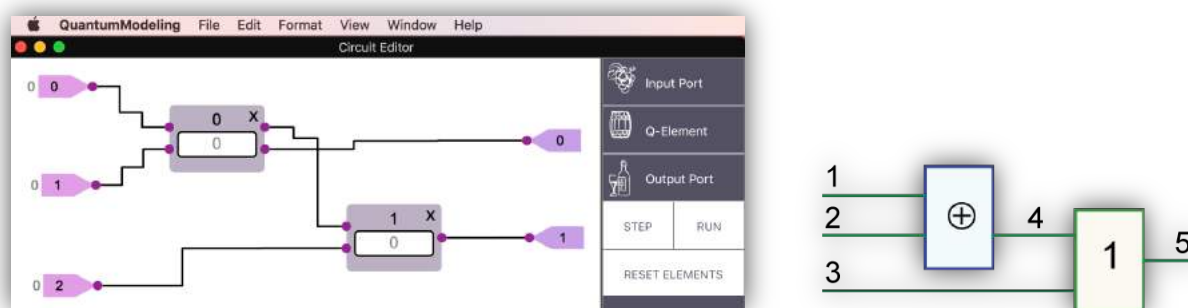 QuantumModeling File Edit Format View Window Help
Circuit Editor
0 0
0 X
0
0 1
0
1 X
0
1
0 2
Input Port
Q-Element
Output Port
STEP RUN
RESET ELEMENTS
1
2
3
⊕
4
1
5